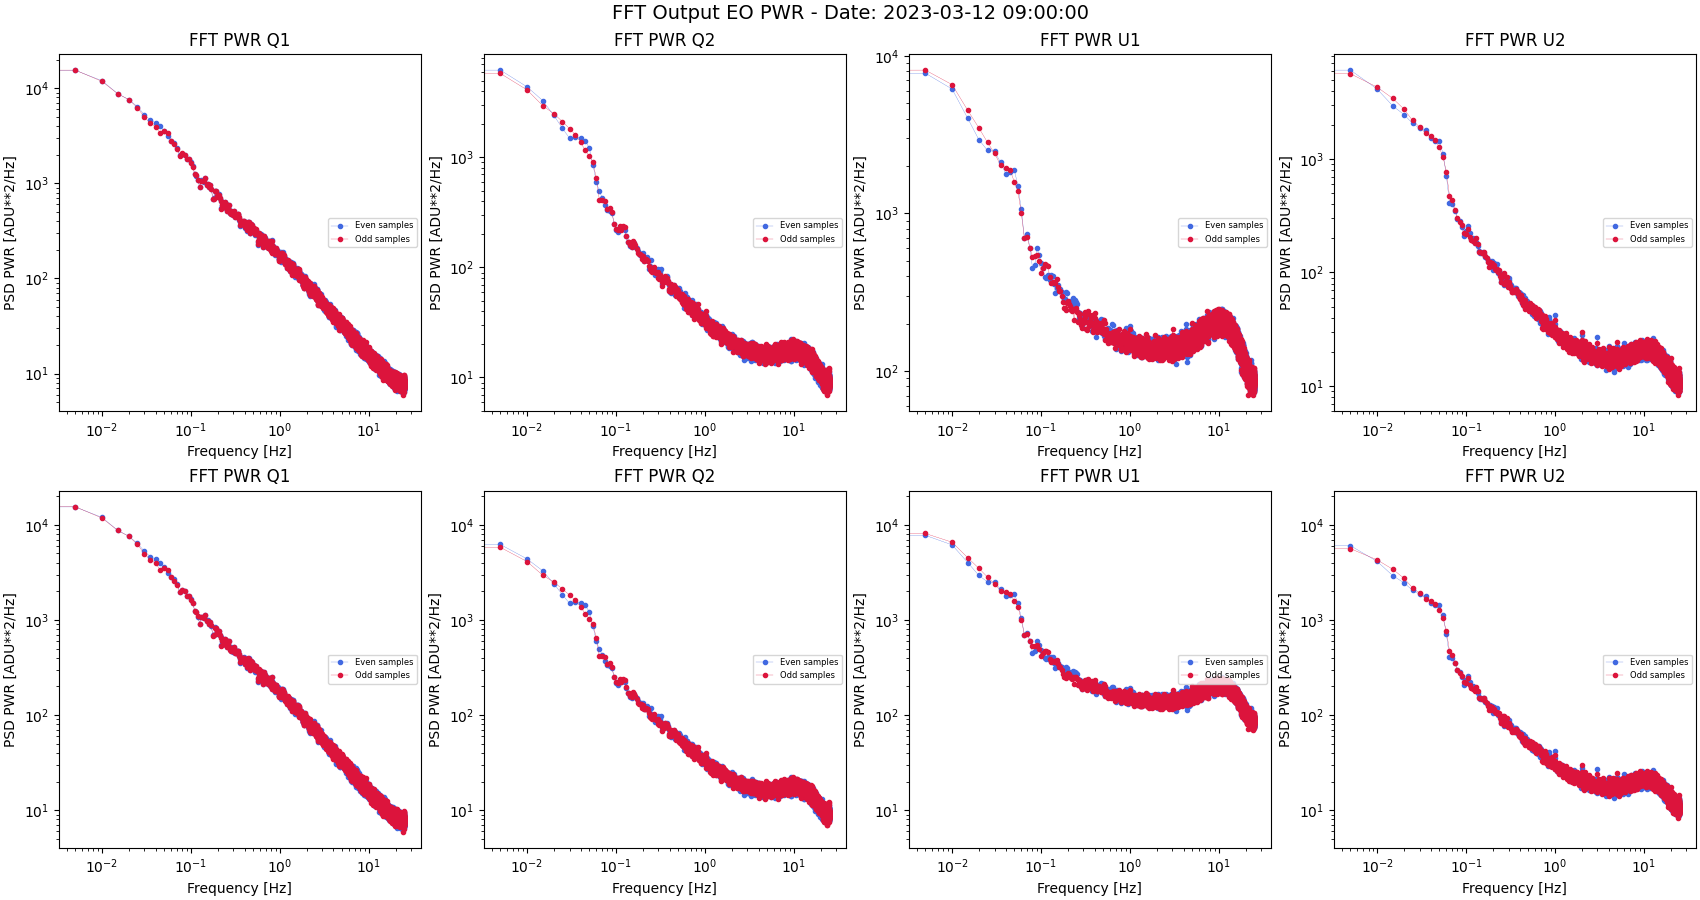 FFT Output EO PWR - Date: 2023-03-12 09:00:00
FFT PWR Q1
FFT PWR Q2
FFT PWR U1
FFT PWR U2
PSD PWR [ADU**2/Hz]
10^4
10^3
10^2
10^1
Even samples
Odd samples
10^-2 10^-1 10^0 10^1
Frequency [Hz]
PSD PWR [ADU**2/Hz]
10^3
10^2
10^1
Even samples
Odd samples
10^-2 10^-1 10^0 10^1
Frequency [Hz]
PSD PWR [ADU**2/Hz]
10^4
10^3
10^2
Even samples
Odd samples
10^-2 10^-1 10^0 10^1
Frequency [Hz]
PSD PWR [ADU**2/Hz]
10^3
10^2
10^1
Even samples
Odd samples
10^-2 10^-1 10^0 10^1
Frequency [Hz]
FFT PWR Q1
FFT PWR Q2
FFT PWR U1
FFT PWR U2
PSD PWR [ADU**2/Hz]
10^4
10^3
10^2
10^1
Even samples
Odd samples
10^-2 10^-1 10^0 10^1
Frequency [Hz]
PSD PWR [ADU**2/Hz]
10^4
10^3
10^2
10^1
Even samples
Odd samples
10^-2 10^-1 10^0 10^1
Frequency [Hz]
PSD PWR [ADU**2/Hz]
10^4
10^3
10^2
10^1
Even samples
Odd samples
10^-2 10^-1 10^0 10^1
Frequency [Hz]
PSD PWR [ADU**2/Hz]
10^4
10^3
10^2
10^1
Even samples
Odd samples
10^-2 10^-1 10^0 10^1
Frequency [Hz]